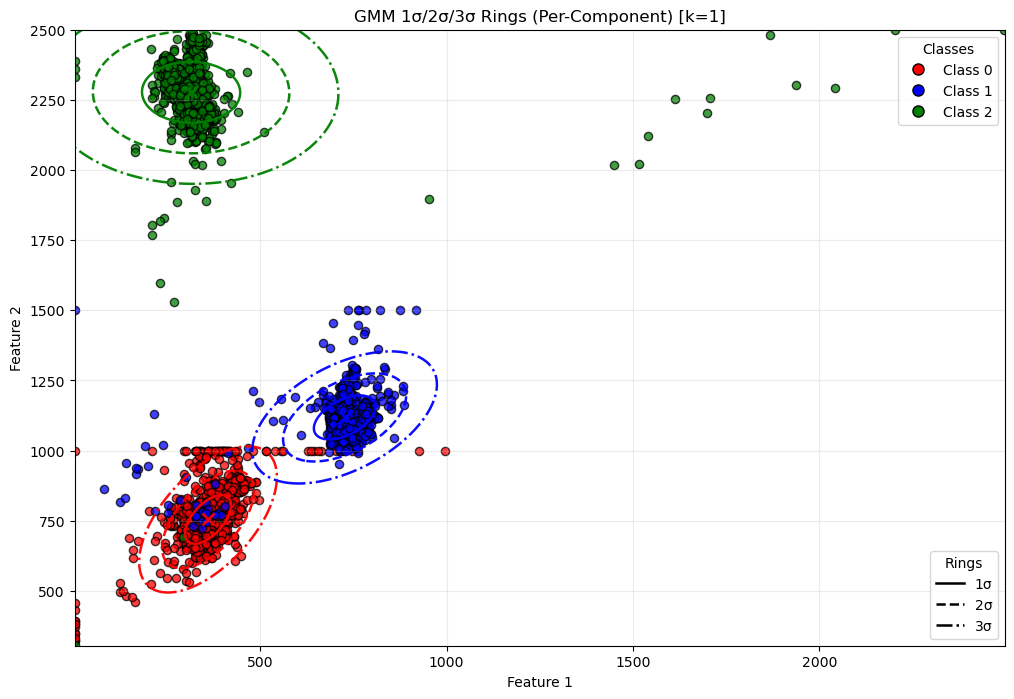 GMM 1σ/2σ/3σ Rings (Per-Component) [k=1]
Classes
Class 0
Class 1
Class 2
2500
2250
2000
1750
1500
1250
1000
750
500
Feature 2
Rings
1σ
2σ
3σ
500 1000 1500 2000
Feature 1